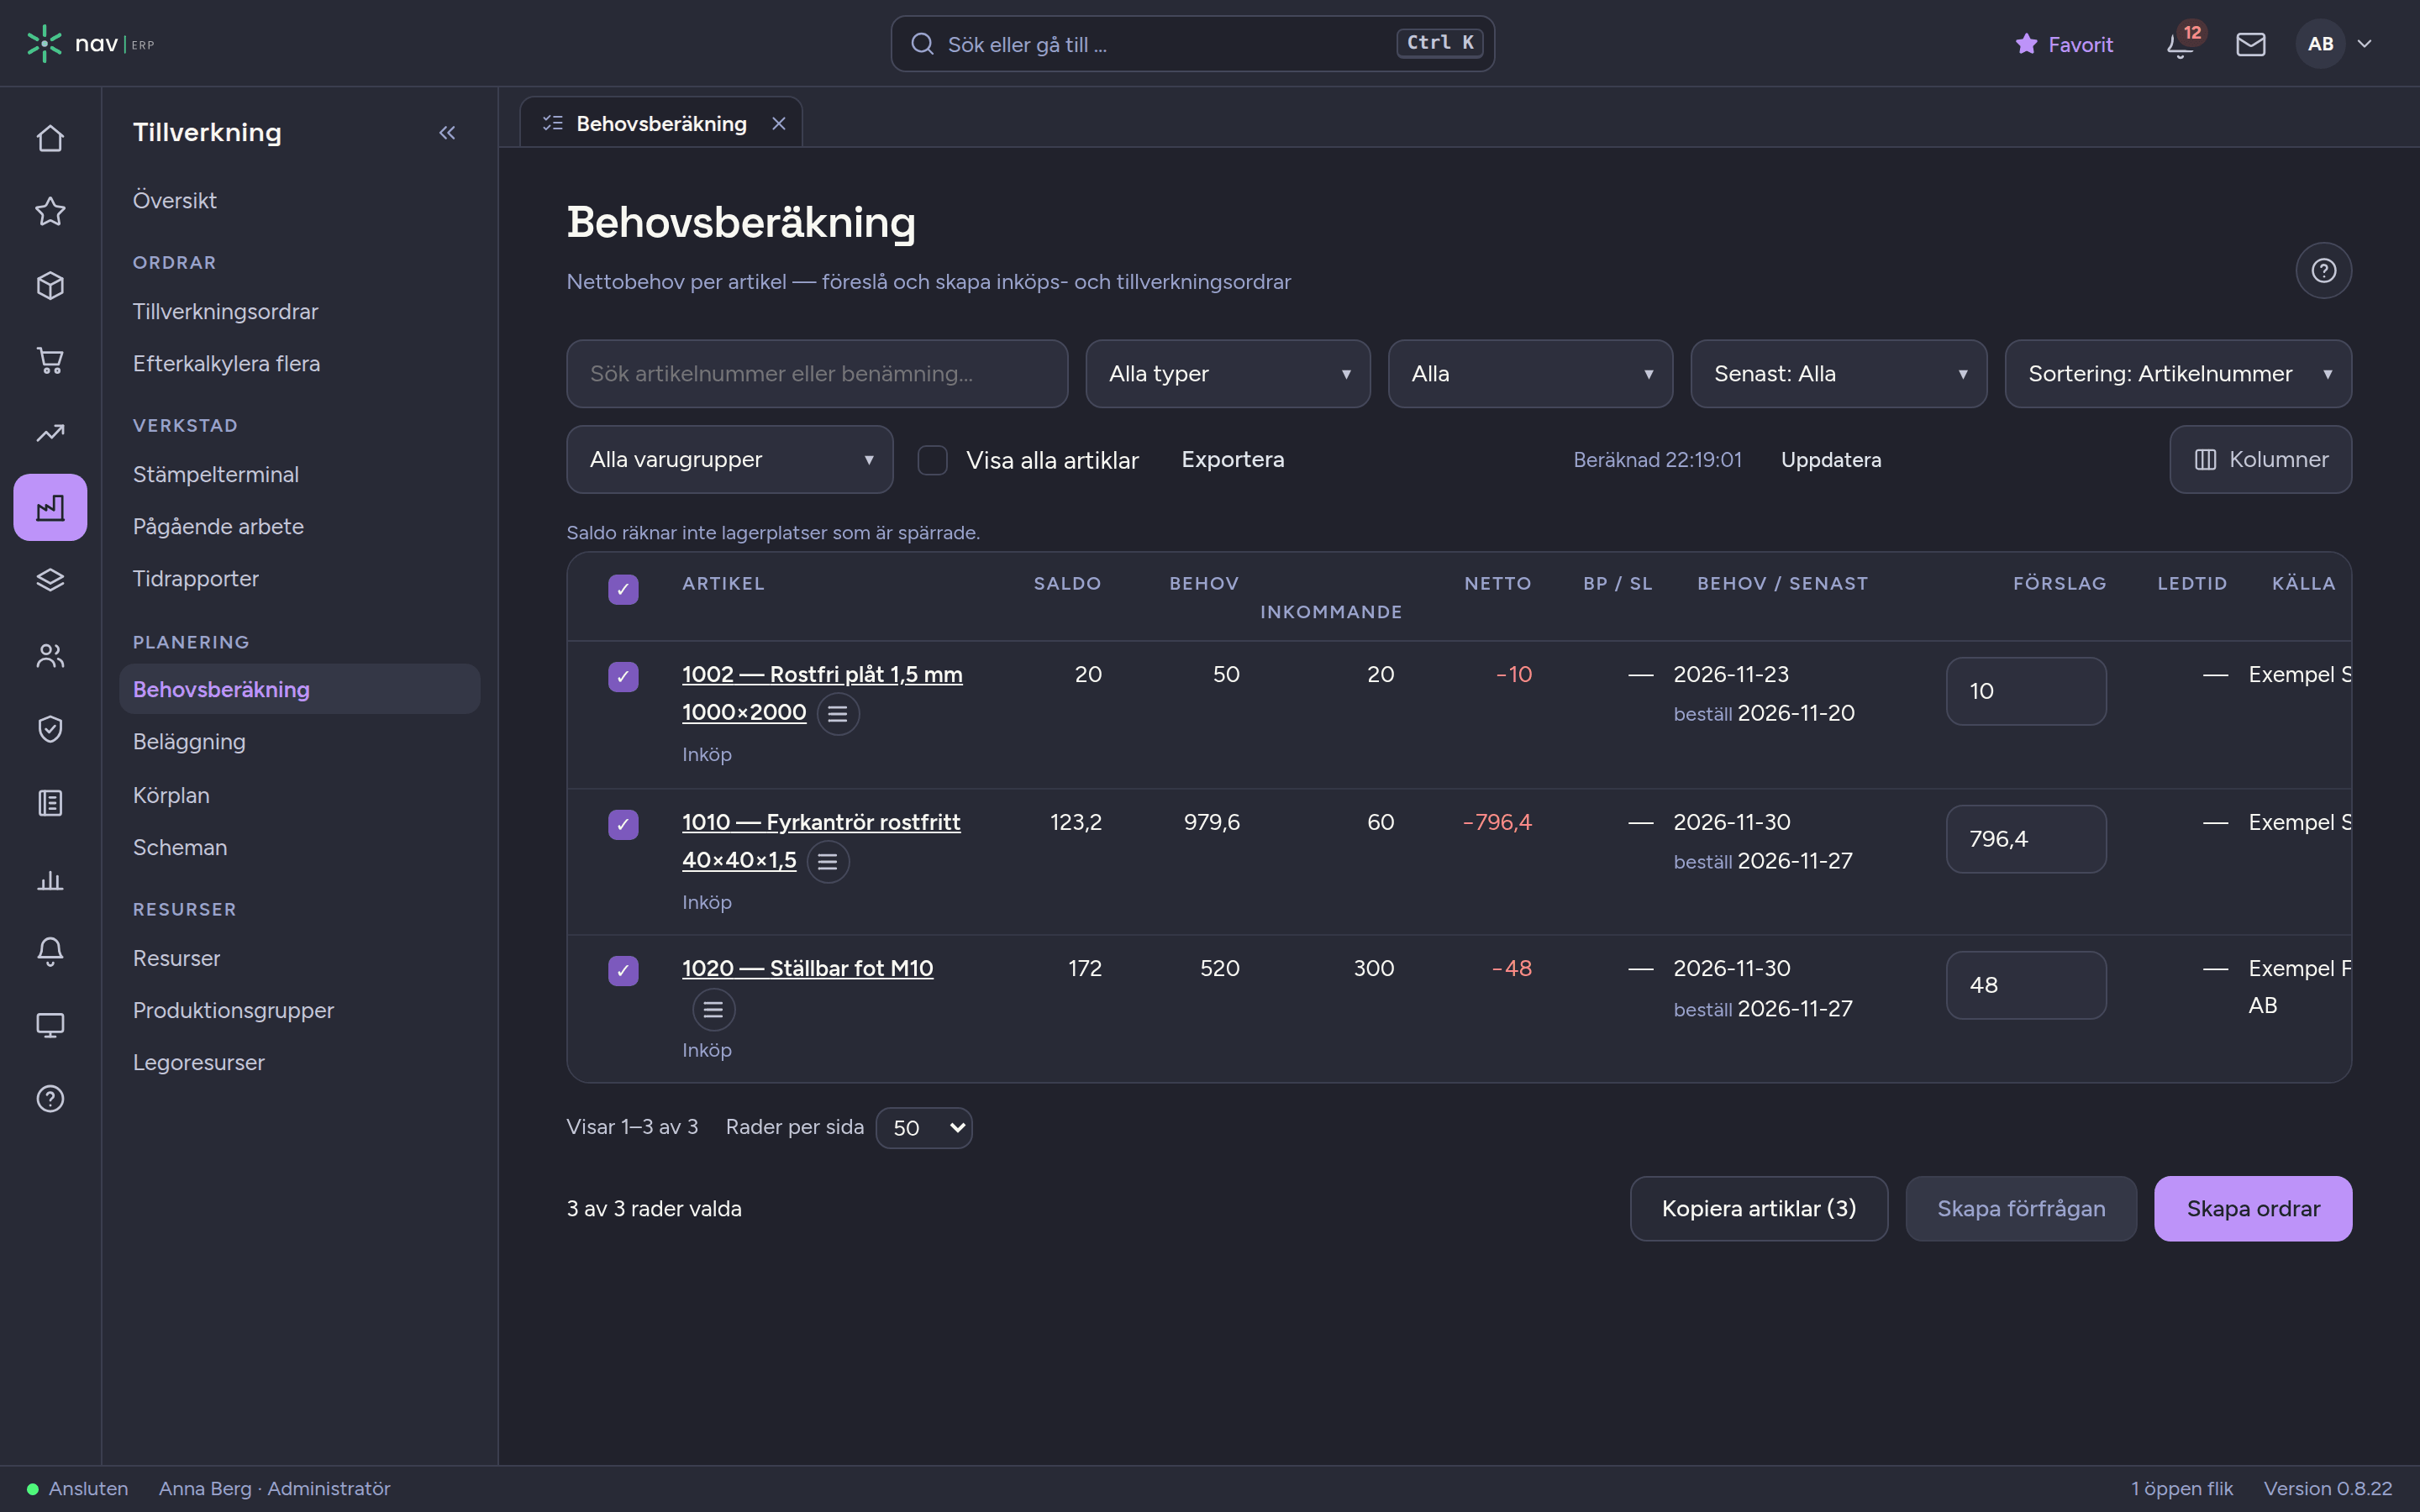 nav | ERP
Sök eller gå till ...
Ctrl K
Favorit
12
AB
Tillverkning
Översikt
ORDRAR
Tillverkningsordrar
Efterkalkylera flera
VERKSTAD
Stämpelterminal
Pågående arbete
Tidrapporter
PLANERING
Behovsberäkning
Beläggning
Körplan
Scheman
RESURSER
Resurser
Produktionsgrupper
Legoresurser
Behovsberäkning
Behovsberäkning
Nettobehov per artikel — föreslå och skapa inköps- och tillverkningsordrar
Sök artikelnummer eller benämning...
Alla typer
Alla
Senast: Alla
Sortering: Artikelnummer
Alla varugrupper
Visa alla artiklar
Exportera
Beräknad 22:19:01
Uppdatera
Kolumner
Saldo räknar inte lagerplatser som är spärrade.
ARTIKEL SALDO BEHOV INKOMMANDE NETTO BP / SL BEHOV / SENAST FÖRSLAG LEDTID KÄLLA
1002 — Rostfri plåt 1,5 mm 20 50 20 −10 — 2026-11-23 10 — Exempel S
1000×2000 beställ 2026-11-20
Inköp
1010 — Fyrkantrör rostfritt 123,2 979,6 60 −796,4 — 2026-11-30 796,4 — Exempel S
40×40×1,5 beställ 2026-11-27
Inköp
1020 — Ställbar fot M10 172 520 300 −48 — 2026-11-30 48 — Exempel F
beställ 2026-11-27 AB
Inköp
Visar 1–3 av 3 Rader per sida 50
3 av 3 rader valda
Kopiera artiklar (3)
Skapa förfrågan
Skapa ordrar
Ansluten Anna Berg · Administratör
1 öppen flik Version 0.8.22